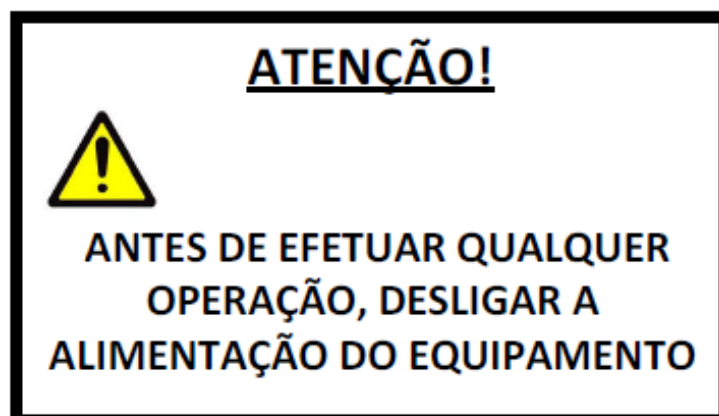 ATENÇÃO!
ANTES DE EFETUAR QUALQUER
OPERAÇÃO, DESLIGAR A
ALIMENTAÇÃO DO EQUIPAMENTO